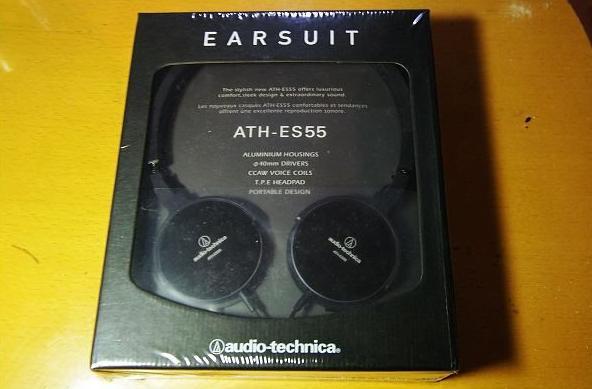 EARSUIT
The stylish new ATH-ES55 offers luxurious
comfort, sleek design & extraordinary sound.
Les nouveaux casques ATH-ES55 confortables et tendances
offrent une excellente reproduction sonore.
ATH-ES55
ALUMINIUM HOUSINGS
φ40mm DRIVERS
CCAW VOICE COILS
T.P.E HEADPAD
PORTABLE DESIGN
audio-technica
audio-technica
audio-technica®